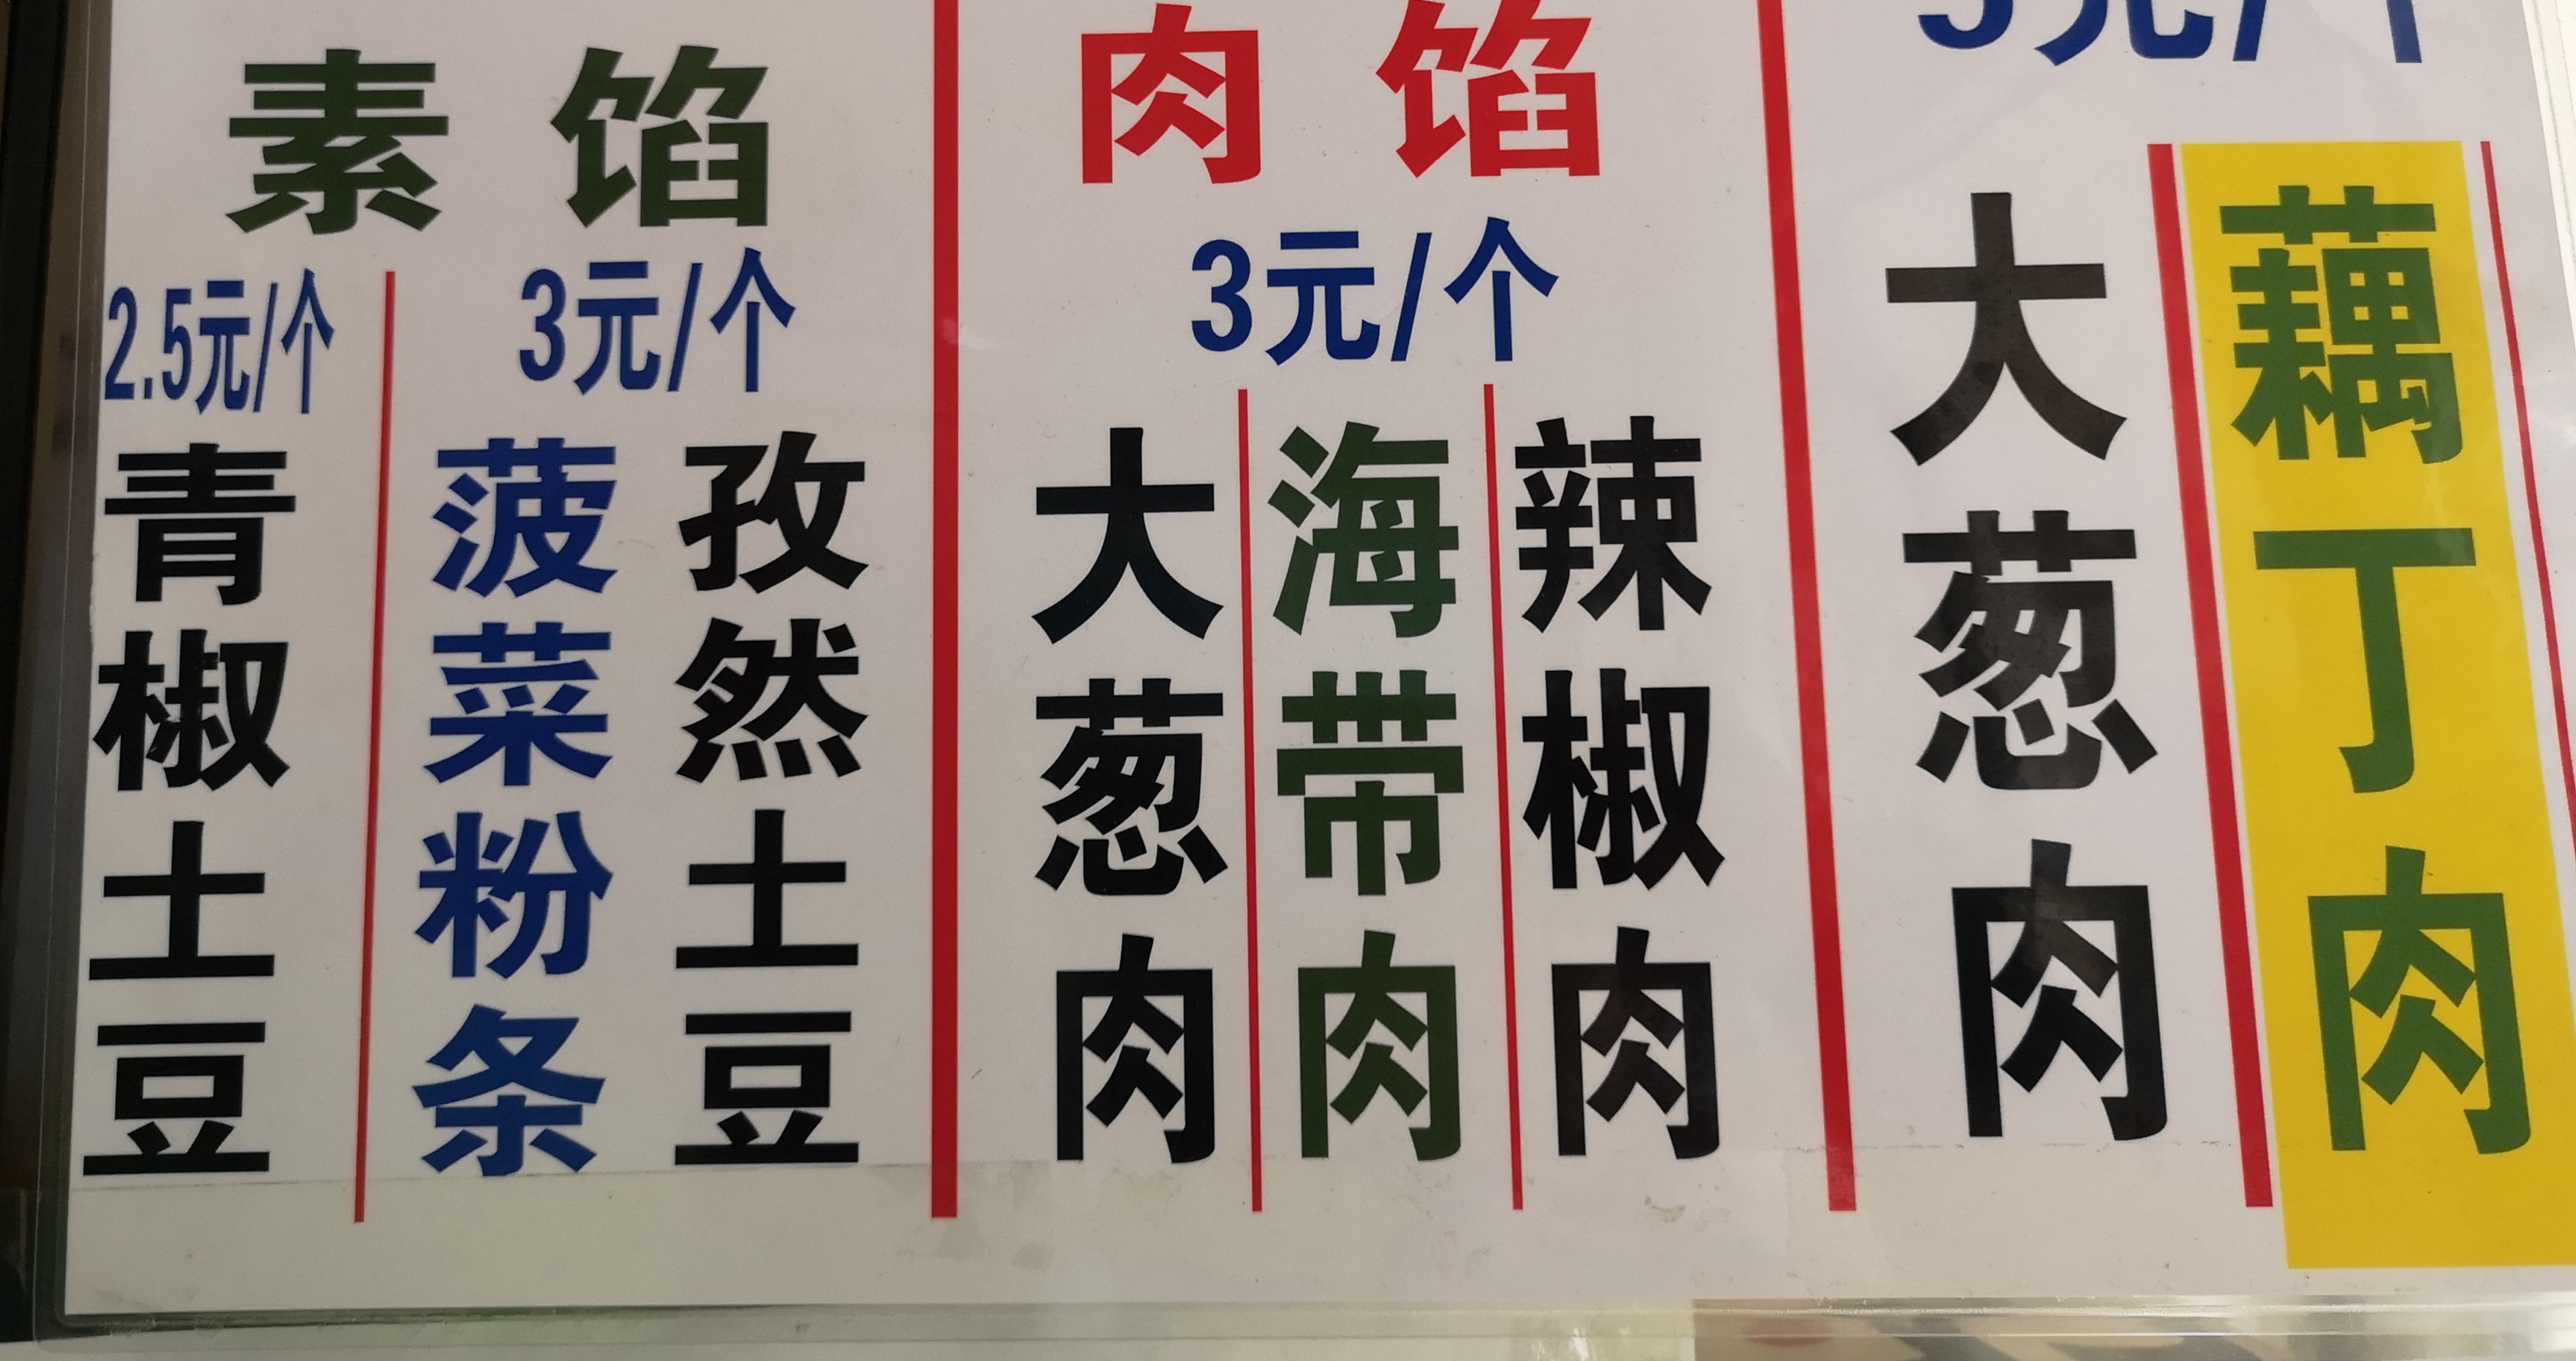 素馅
2.5元/个
青椒土豆
3元/个
菠菜粉条
孜然土豆
肉馅
3元/个
大葱肉
海带肉
辣椒肉
元/个
大葱肉
藕丁肉